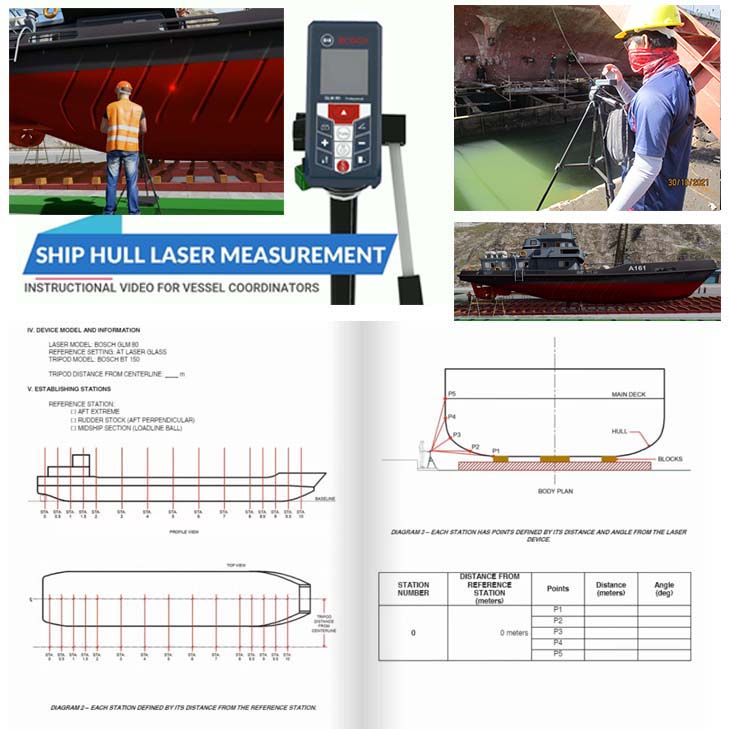 BOSCH
GLM 80 Professional
30/10/2021
SHIP HULL LASER MEASUREMENT
INSTRUCTIONAL VIDEO FOR VESSEL COORDINATORS
A161
IV. DEVICE MODEL AND INFORMATION
LASER MODEL: BOSCH GLM 80
REFERENCE SETTING: AT LASER GLASS
TRIPOD MODEL: BOSCH BT 150
TRIPOD DISTANCE FROM CENTERLINE: ____ m
V. ESTABLISHING STATIONS
REFERENCE STATION:
( ) AFT EXTREME
( ) RUDDER STOCK (AFT PERPENDICULAR)
( ) MIDSHIP SECTION (LOADLINE BALL)
BASELINE
STA. STA. STA. STA. STA. STA. STA. STA. STA. STA. STA. STA. STA. STA. STA.
0 0.5 1 1.5 2 3 4 5 6 7 8 8.5 9 9.5 10
PROFILE VIEW
TOP VIEW
TRIPOD
DISTANCE
FROM
CENTERLINE
STA. STA. STA. STA. STA. STA. STA. STA. STA. STA. STA. STA. STA. STA. STA.
0 0.5 1 1.5 2 3 4 5 6 7 8 8.5 9 9.5 10
DIAGRAM 2 – EACH STATION DEFINED BY ITS DISTANCE FROM THE REFERENCE STATION.
P5
MAIN DECK
P4
P3
HULL
P2
P1
BLOCKS
BODY PLAN
DIAGRAM 3 – EACH STATION HAS POINTS DEFINED BY ITS DISTANCE AND ANGLE FROM THE LASER
DEVICE.
STATION NUMBER
DISTANCE FROM REFERENCE STATION (meters)
Points
Distance (meters)
Angle (deg)
0
0 meters
P1
P2
P3
P4
P5